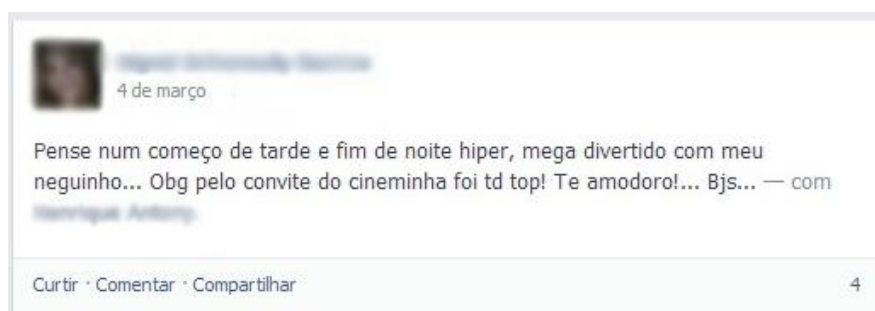 4 de março
Pense num começo de tarde e fim de noite hiper, mega divertido com meu
neguinho... Obg pelo convite do cineminha foi td top! Te amodoro!... Bjs... — com
Curtir · Comentar · Compartilhar 4